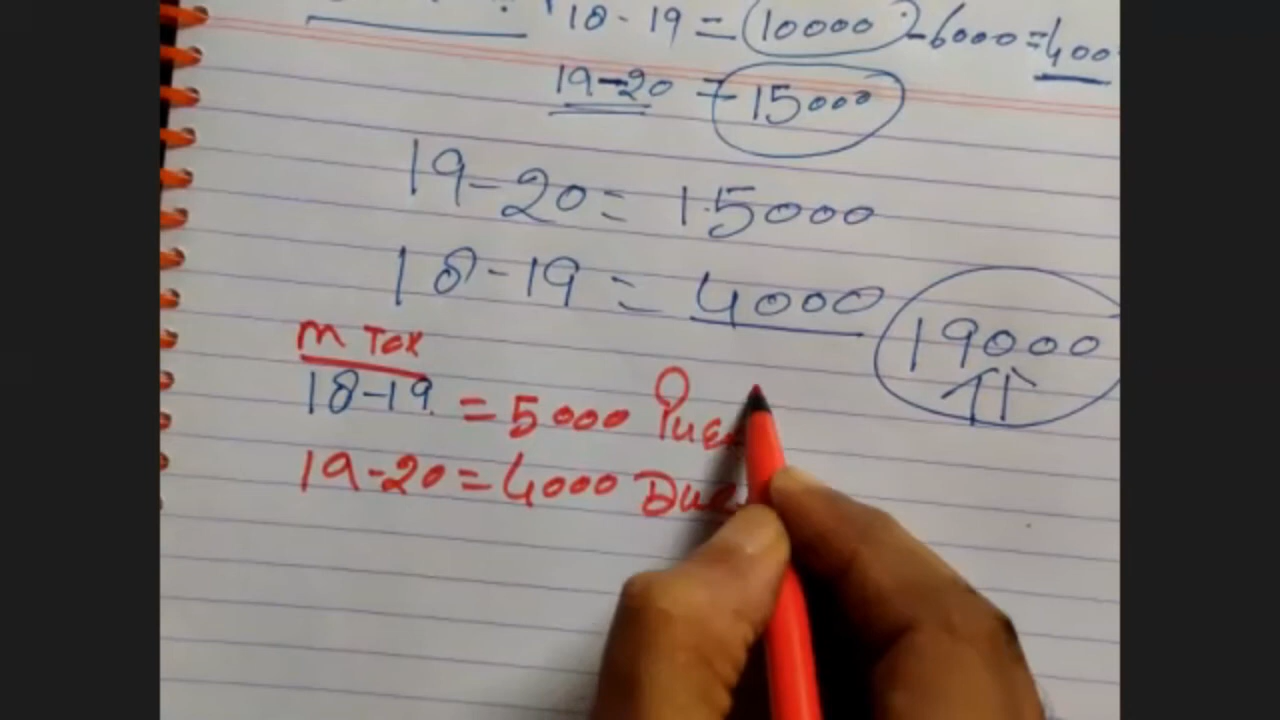 18-19 = 10000 - 6000 = 400
19-20 = 15000
19-20 = 15000
18-19 = 4000
19000
m Tax
18-19 = 5000
19-20 = 4000 Due